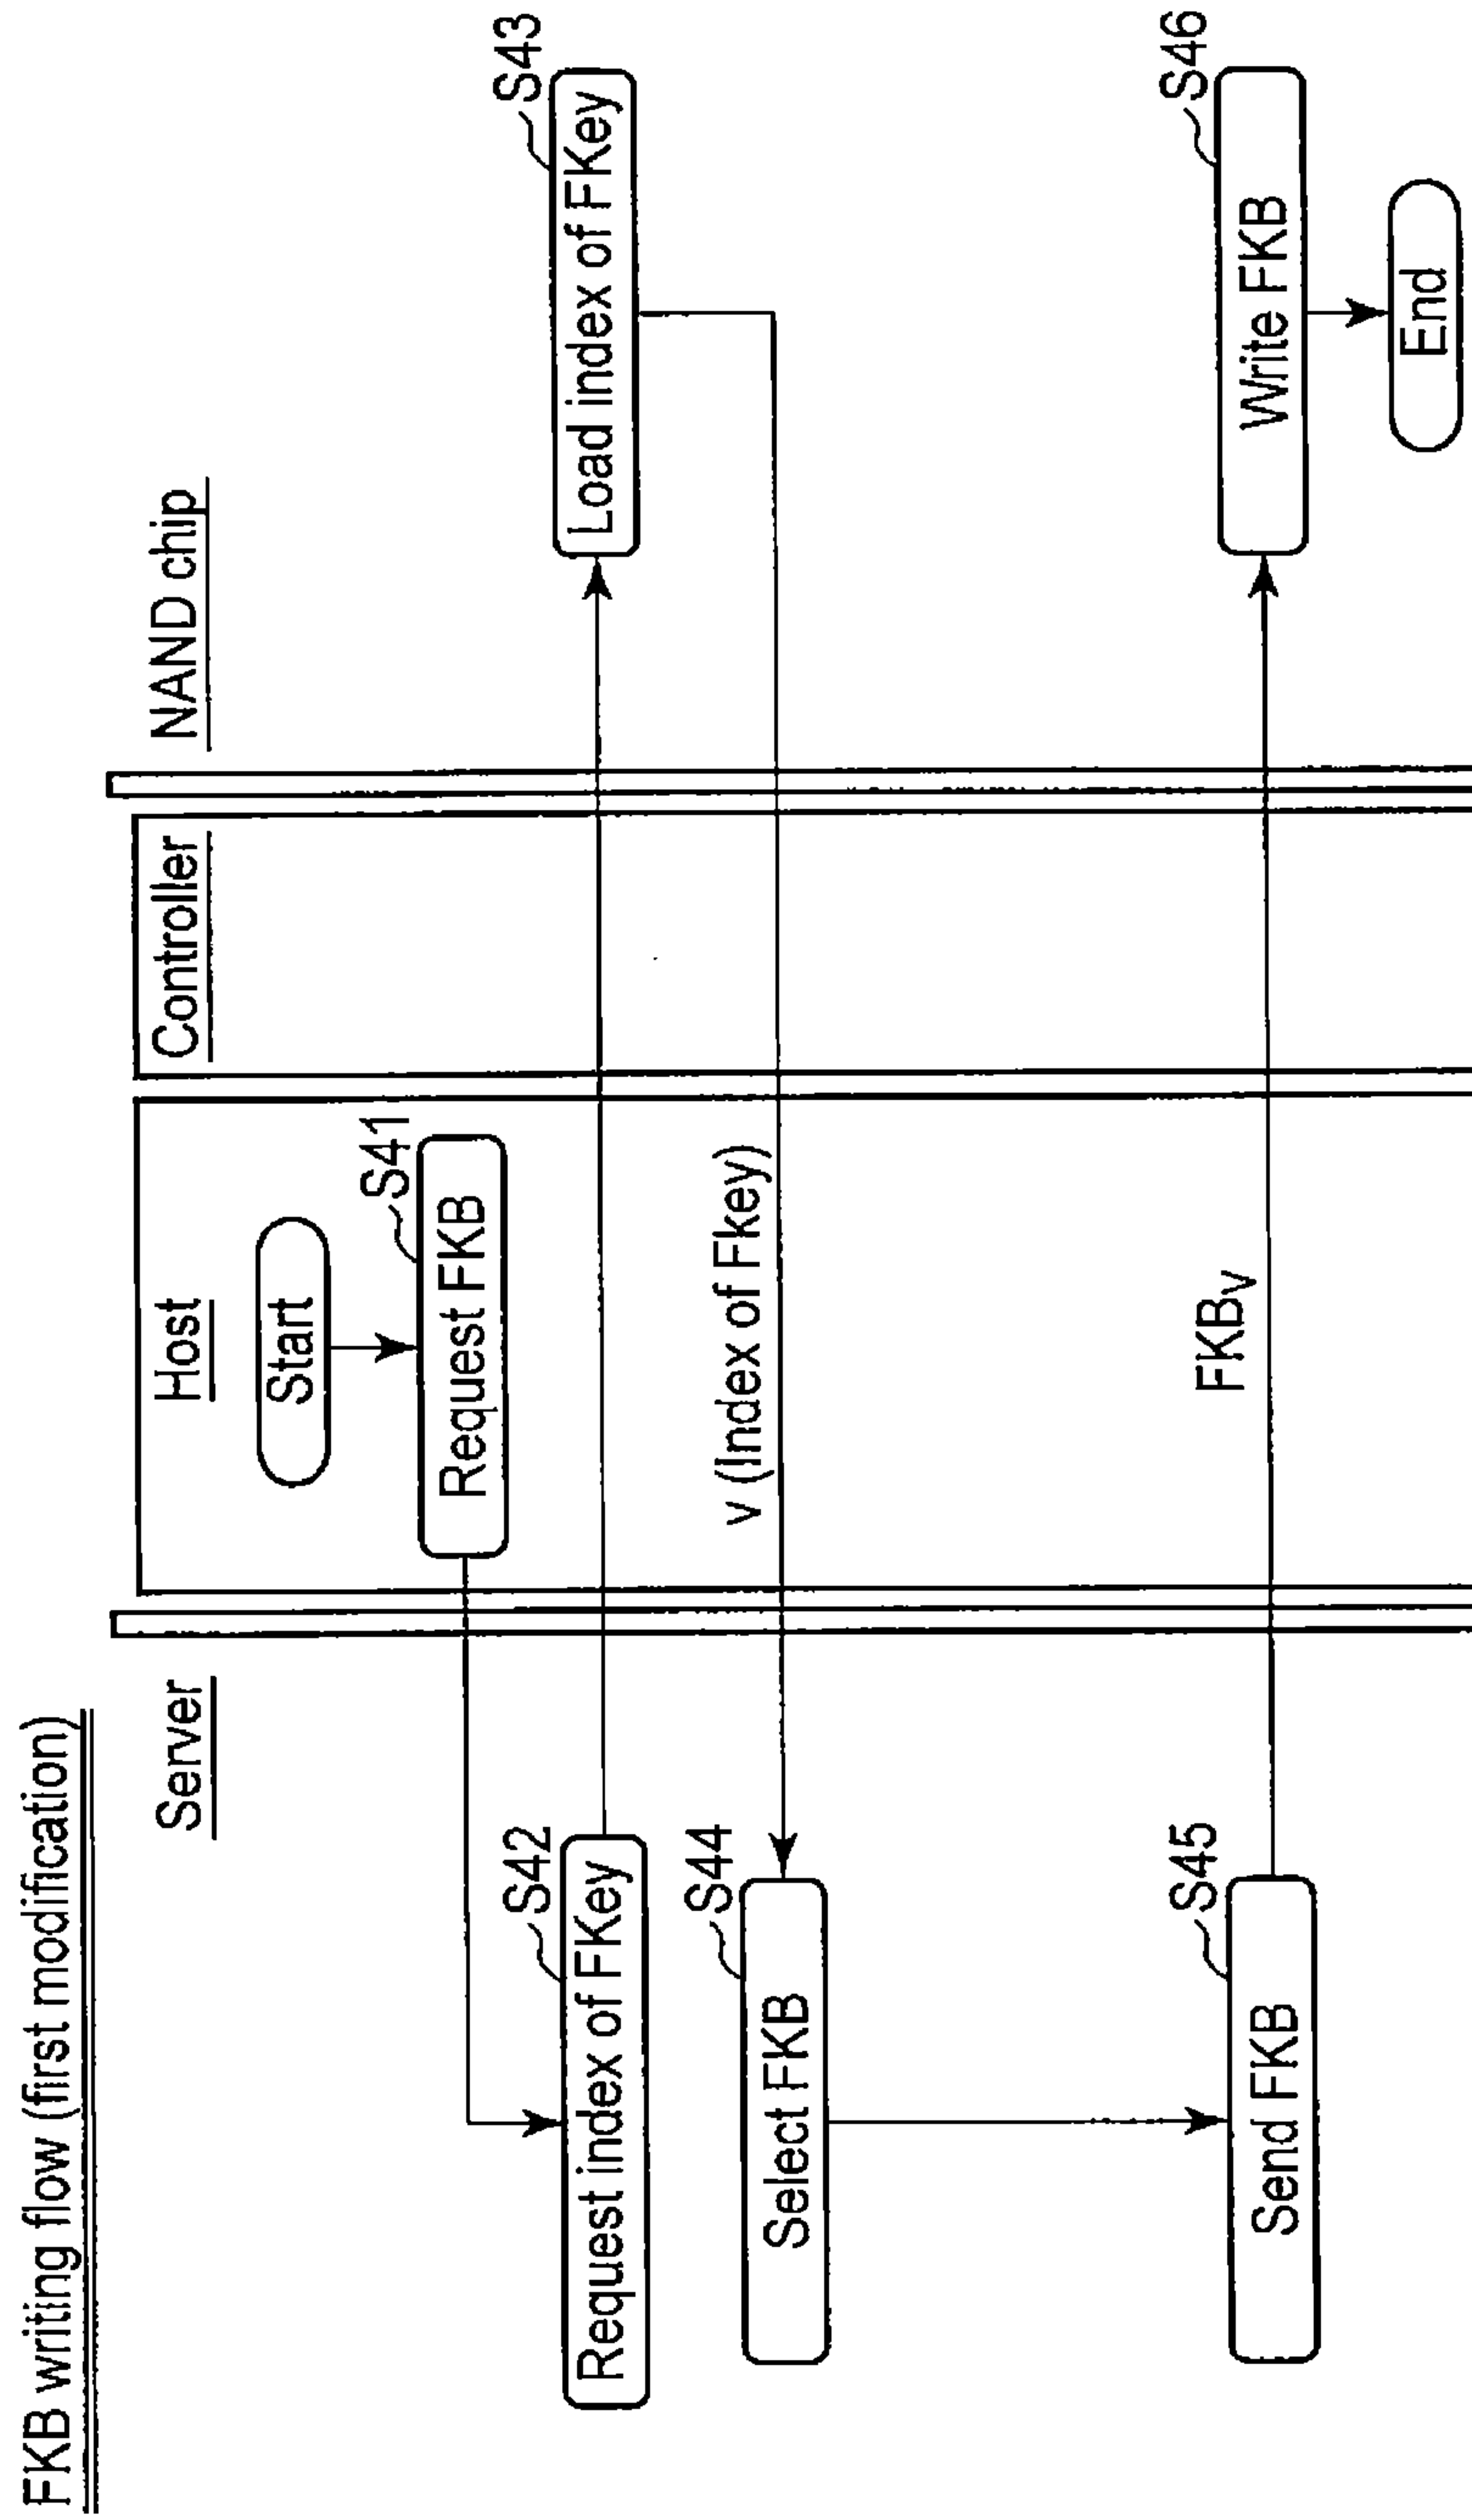 FKB writing flow (first modification)
Server
Host
Controller
NAND chip
Start
S41
Request FKB
S42
Request index of FKey
S43
Load index of FKey
v (Index of Fkey)
S44
Select FKB
FKBv
S45
Send FKB
S46
Write FKB
End